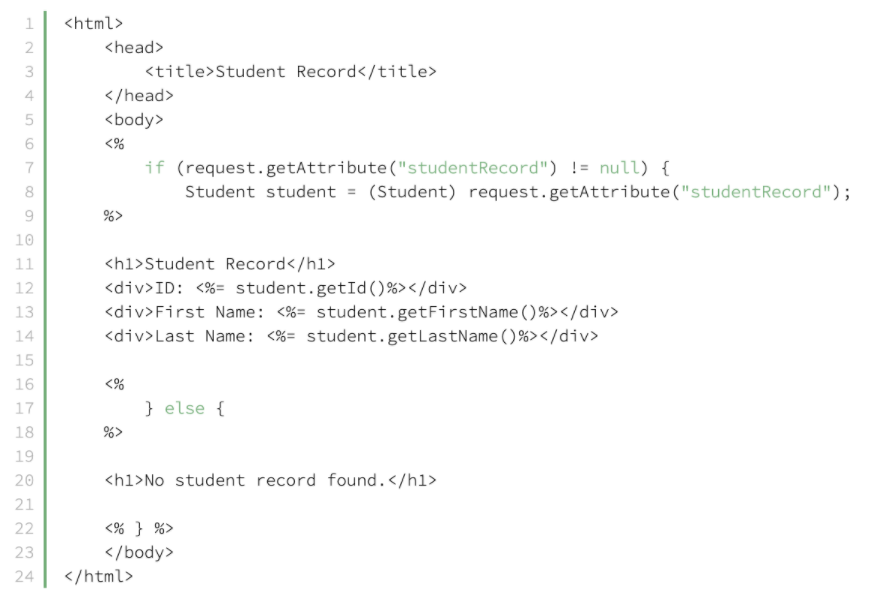 1 <html>
2     <head>
3         <title>Student Record</title>
4     </head>
5     <body>
6     <%
7         if (request.getAttribute("studentRecord") != null) {
8             Student student = (Student) request.getAttribute("studentRecord");
9     %>
10
11     <h1>Student Record</h1>
12     <div>ID: <%= student.getId()%></div>
13     <div>First Name: <%= student.getFirstName()%></div>
14     <div>Last Name: <%= student.getLastName()%></div>
15
16     <%
17         } else {
18     %>
19
20     <h1>No student record found.</h1>
21
22     <% } %>
23     </body>
24 </html>